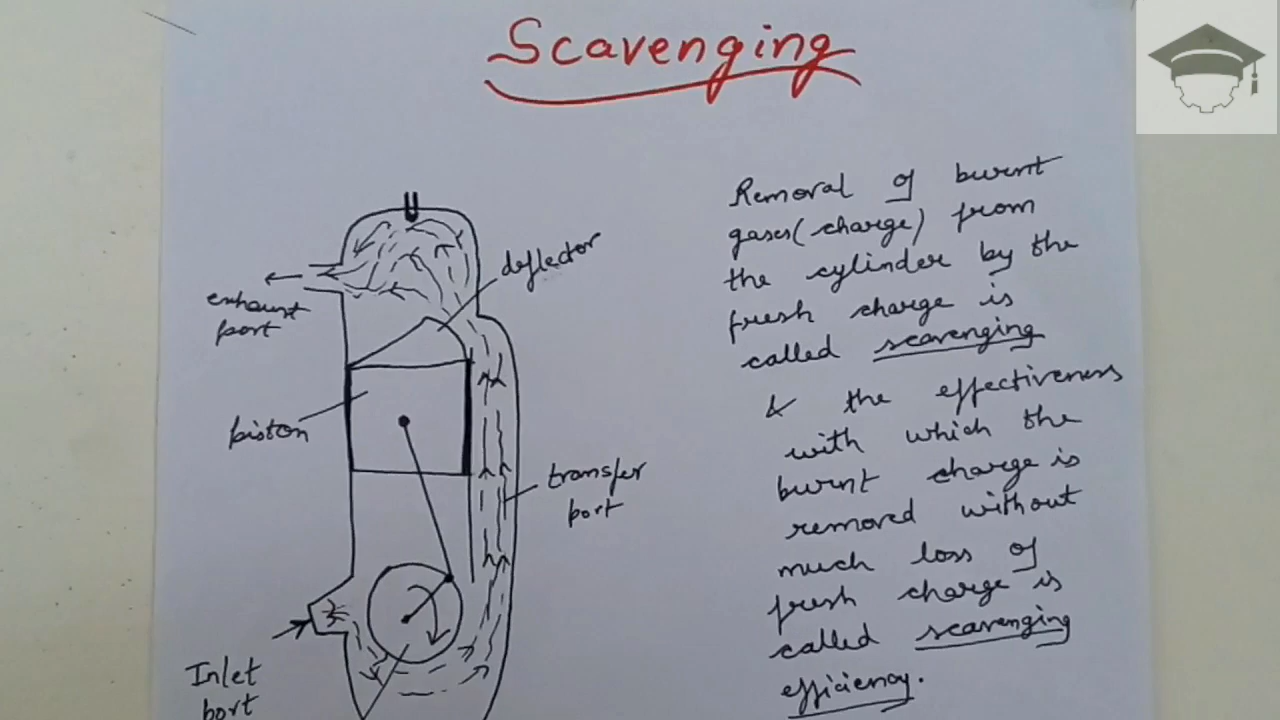 Scavenging
Removal of burnt
gases (charge) from
the cylinder by the
fresh charge is
called scavenging
& the effectiveness
with which the
burnt charge is
removed without
much loss of
fresh charge is
called scavenging
efficiency.
deflector
exhaust
port
piston
transfer
port
Inlet
port